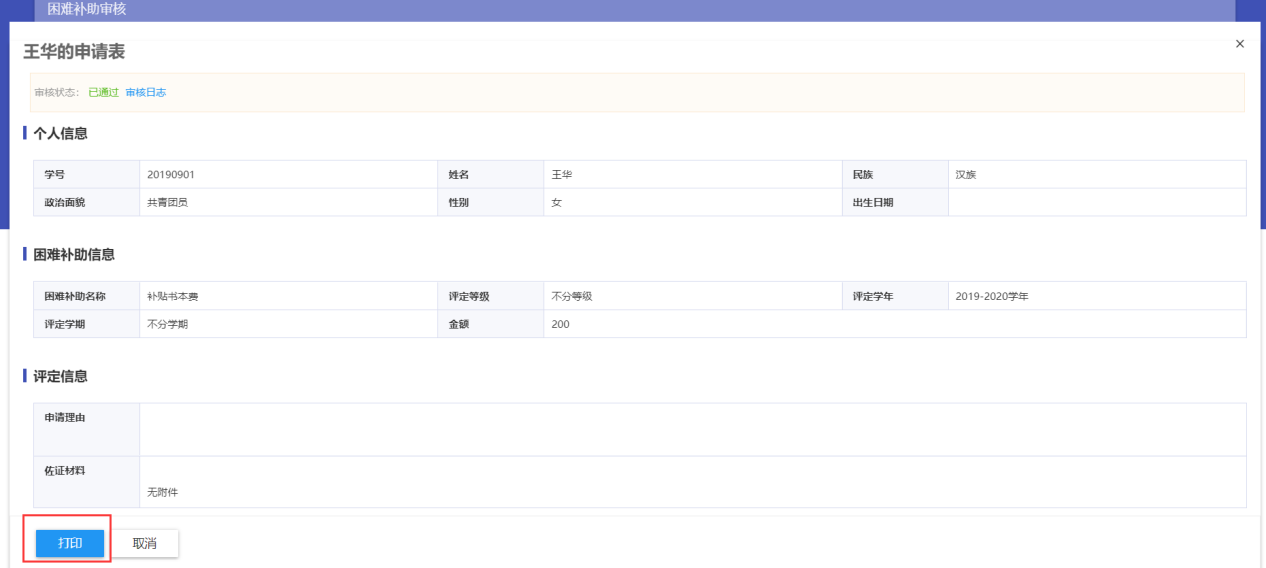 困难补助审核
王华的申请表
×
审核状态： 已通过 审核日志
个人信息
学号 20190901 姓名 王华 民族 汉族
政治面貌 共青团员 性别 女 出生日期
困难补助信息
困难补助名称 补贴书本费 评定等级 不分等级 评定学年 2019-2020学年
评定学期 不分学期 金额 200
评定信息
申请理由
佐证材料
无附件
打印 取消